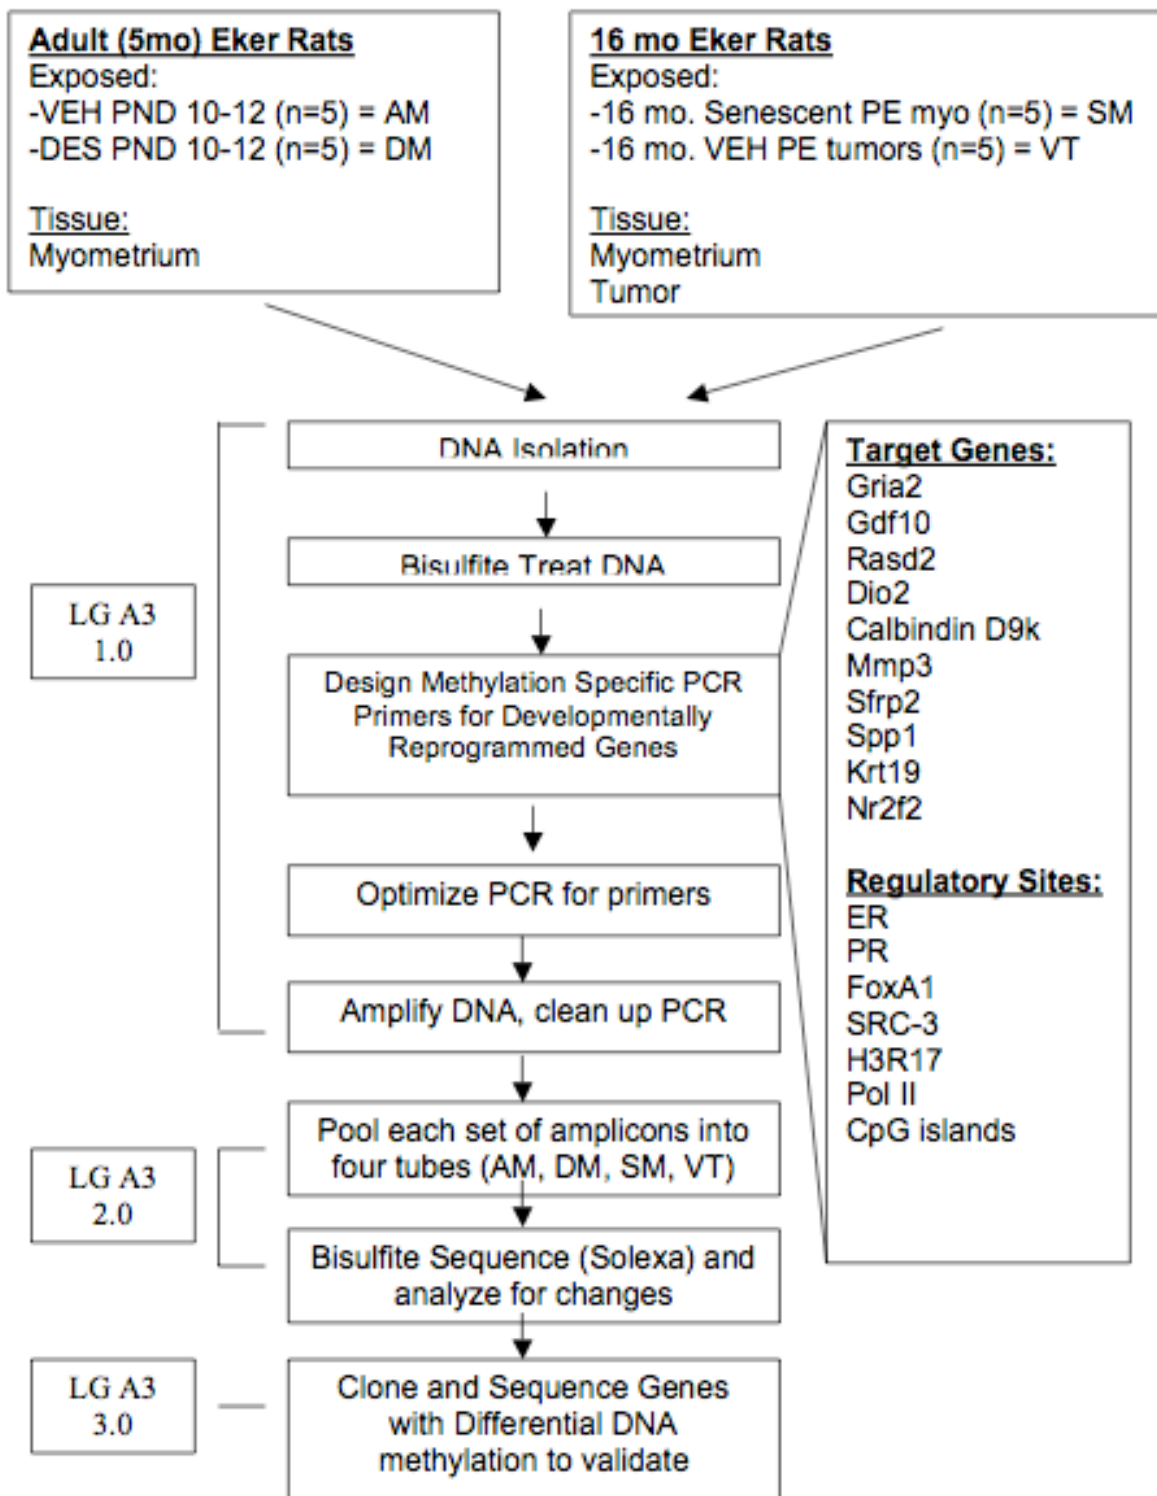 Adult (5mo) Eker Rats
Exposed:
-VEH PND 10-12 (n=5) = AM
-DES PND 10-12 (n=5) = DM
Tissue:
Myometrium
16 mo Eker Rats
Exposed:
-16 mo. Senescent PE myo (n=5) = SM
-16 mo. VEH PE tumors (n=5) = VT
Tissue:
Myometrium
Tumor
DNA Isolation
Bisulfite Treat DNA
LG A3
1.0
Design Methylation Specific PCR
Primers for Developmentally
Reprogrammed Genes
Optimize PCR for primers
Amplify DNA, clean up PCR
Target Genes:
Gria2
Gdf10
Rasd2
Dio2
Calbindin D9k
Mmp3
Sfrp2
Spp1
Krt19
Nr2f2
Regulatory Sites:
ER
PR
FoxA1
SRC-3
H3R17
Pol II
CpG islands
LG A3
2.0
Pool each set of amplicons into
four tubes (AM, DM, SM, VT)
Bisulfite Sequence (Solexa) and
analyze for changes
LG A3
3.0
Clone and Sequence Genes
with Differential DNA
methylation to validate